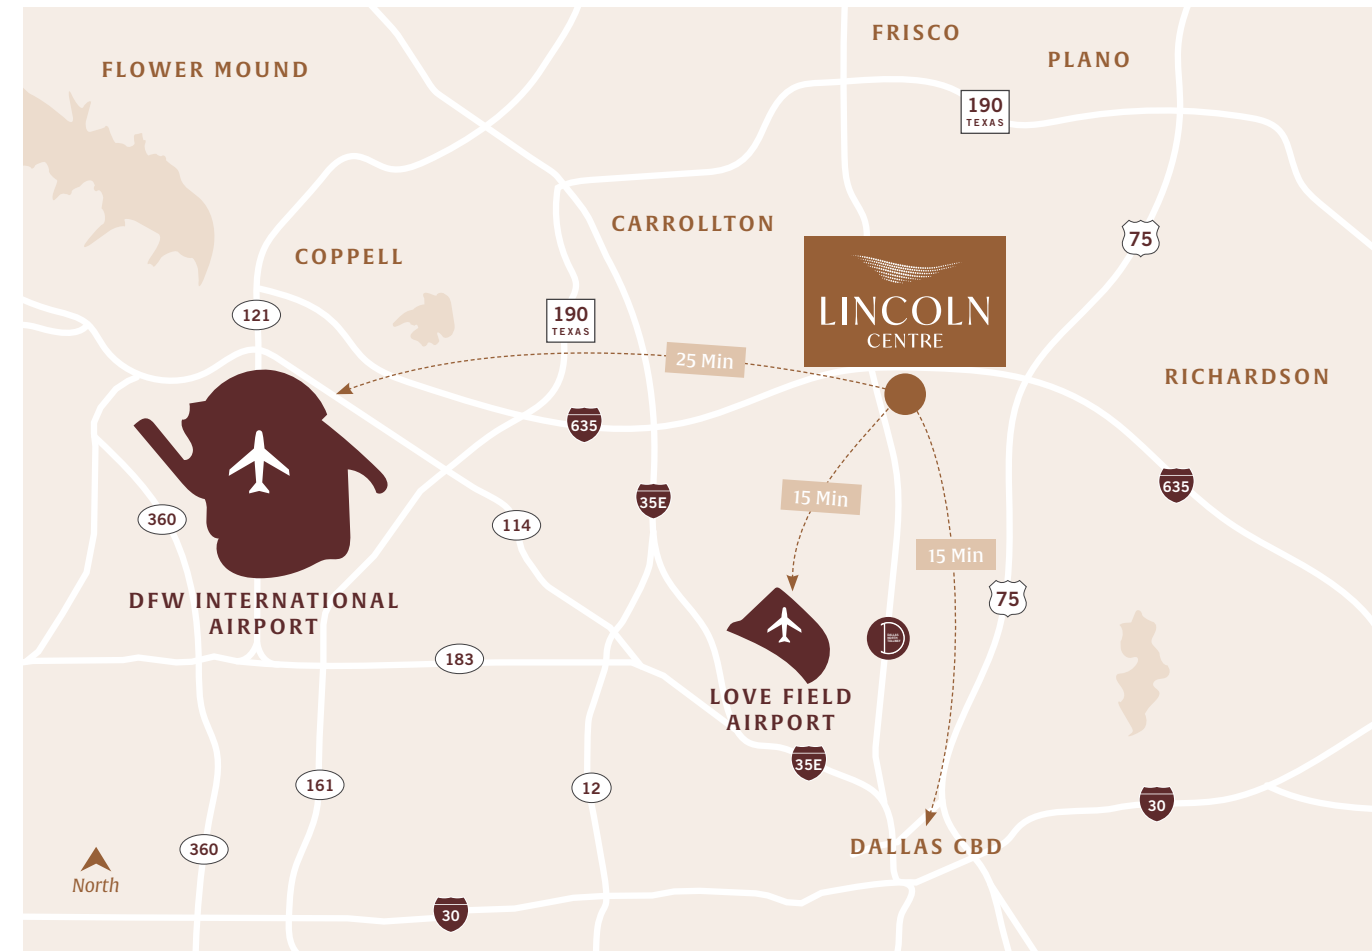 FRISCO
PLANO
FLOWER MOUND
190
TEXAS
CARROLLTON
75
COPPELL
LINCOLN
CENTRE
121
190
TEXAS
25 Min
RICHARDSON
635
635
15 Min
35E
360
114
15 Min
75
DFW INTERNATIONAL
AIRPORT
183
LOVE FIELD
AIRPORT
35E
161
12
30
360
DALLAS CBD
North
30